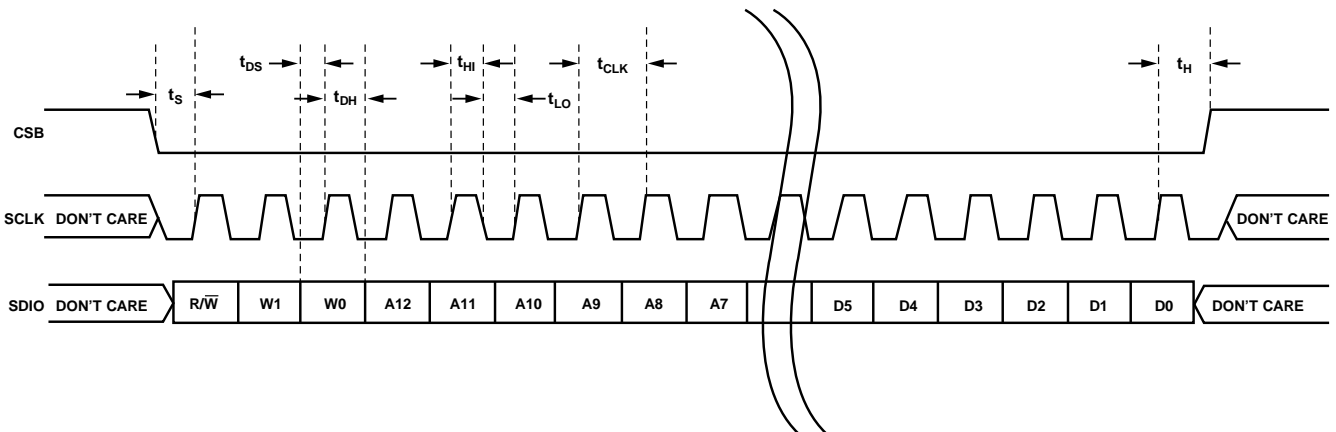 tDS
tHI
tCLK
tH
tS
tDH
tLO
CSB
SCLK DON'T CARE DON'T CARE
SDIO DON'T CARE R/W̅ W1 W0 A12 A11 A10 A9 A8 A7 D5 D4 D3 D2 D1 D0 DON'T CARE